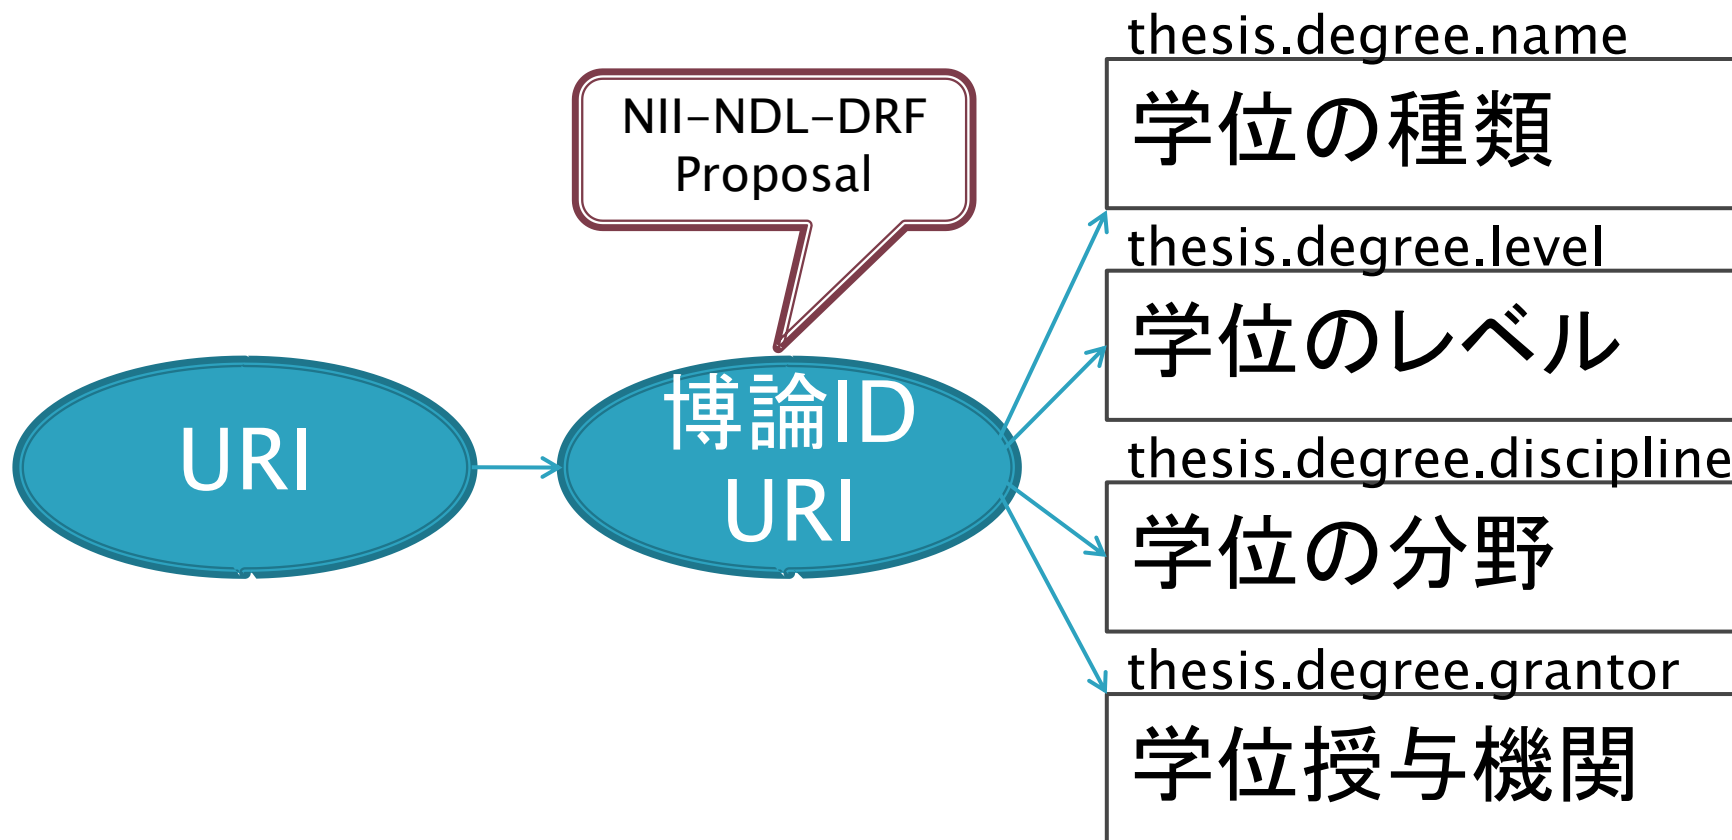 NII-NDL-DRF
Proposal
URI
博論ID
URI
thesis.degree.name
学位の種類
thesis.degree.level
学位のレベル
thesis.degree.discipline
学位の分野
thesis.degree.grantor
学位授与機関